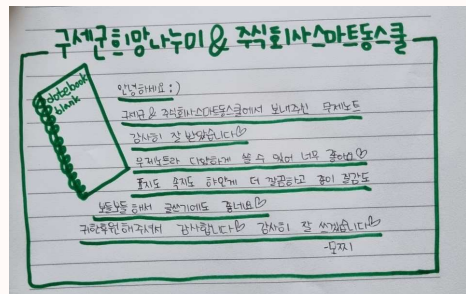 구세군희망나누미 & 주식회사스마트동스쿨
notebook
blank
안녕하세요 :)
구세군 & 주식회사스마트동스쿨에서 보내주신 무제노트
감사히 잘 받았습니다♡
무제노트라 다양하게 쓸 수 있어 너무 좋아요♡
표지도 속지도 하얗게 더 깔끔하고 종이 질감도
보들보들해서 글쓰기에도 좋네요♡
귀한후원해주셔서 감사합니다♡ 감사히 잘 쓰겠습니다♡
-모찌